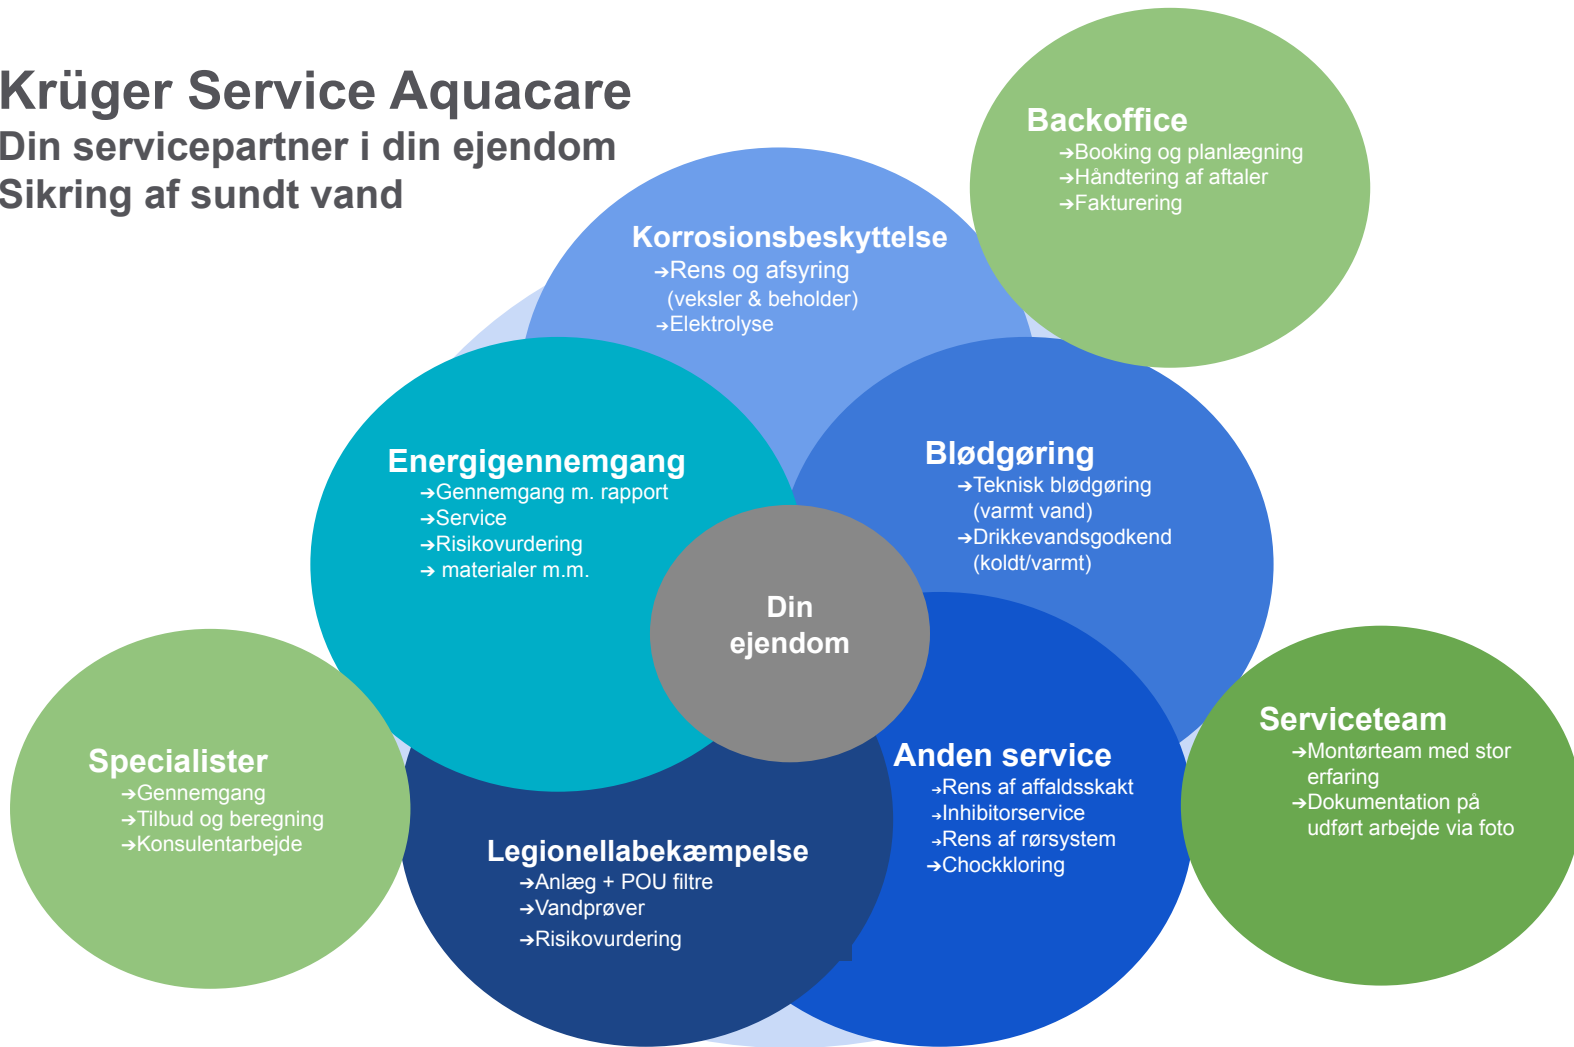 Krüger Service Aquacare
Din servicepartner i din ejendom
Sikring af sundt vand
Backoffice
→Booking og planlægning
→Håndtering af aftaler
→Fakturering
Korrosionsbeskyttelse
→Rens og afsyring
(veksler & beholder)
→Elektrolyse
Energigennemgang
→Gennemgang m. rapport
→Service
→Risikovurdering
→ materialer m.m.
Blødgøring
→Teknisk blødgøring
(varmt vand)
→Drikkevandsgodkend
(koldt/varmt)
Din
ejendom
Specialister
→Gennemgang
→Tilbud og beregning
→Konsulentarbejde
Legionellabekæmpelse
→Anlæg + POU filtre
→Vandprøver
→Risikovurdering
Anden service
→Rens af affaldsskakt
→Inhibitorservice
→Rens af rørsystem
→Chockkloring
Serviceteam
→Montørteam med stor
erfaring
→Dokumentation på
udført arbejde via foto